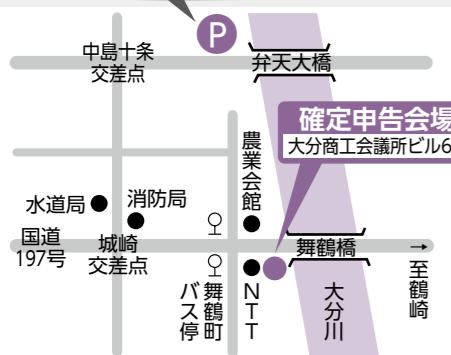 P
中島十条
交差点
弁天大橋
確定申告会場
大分商工会議所ビル6
農業会館
水道局
消防局
国道
197号
城崎
交差点
舞鶴橋
→
至鶴崎
舞鶴町
バス停
NTT
大分川